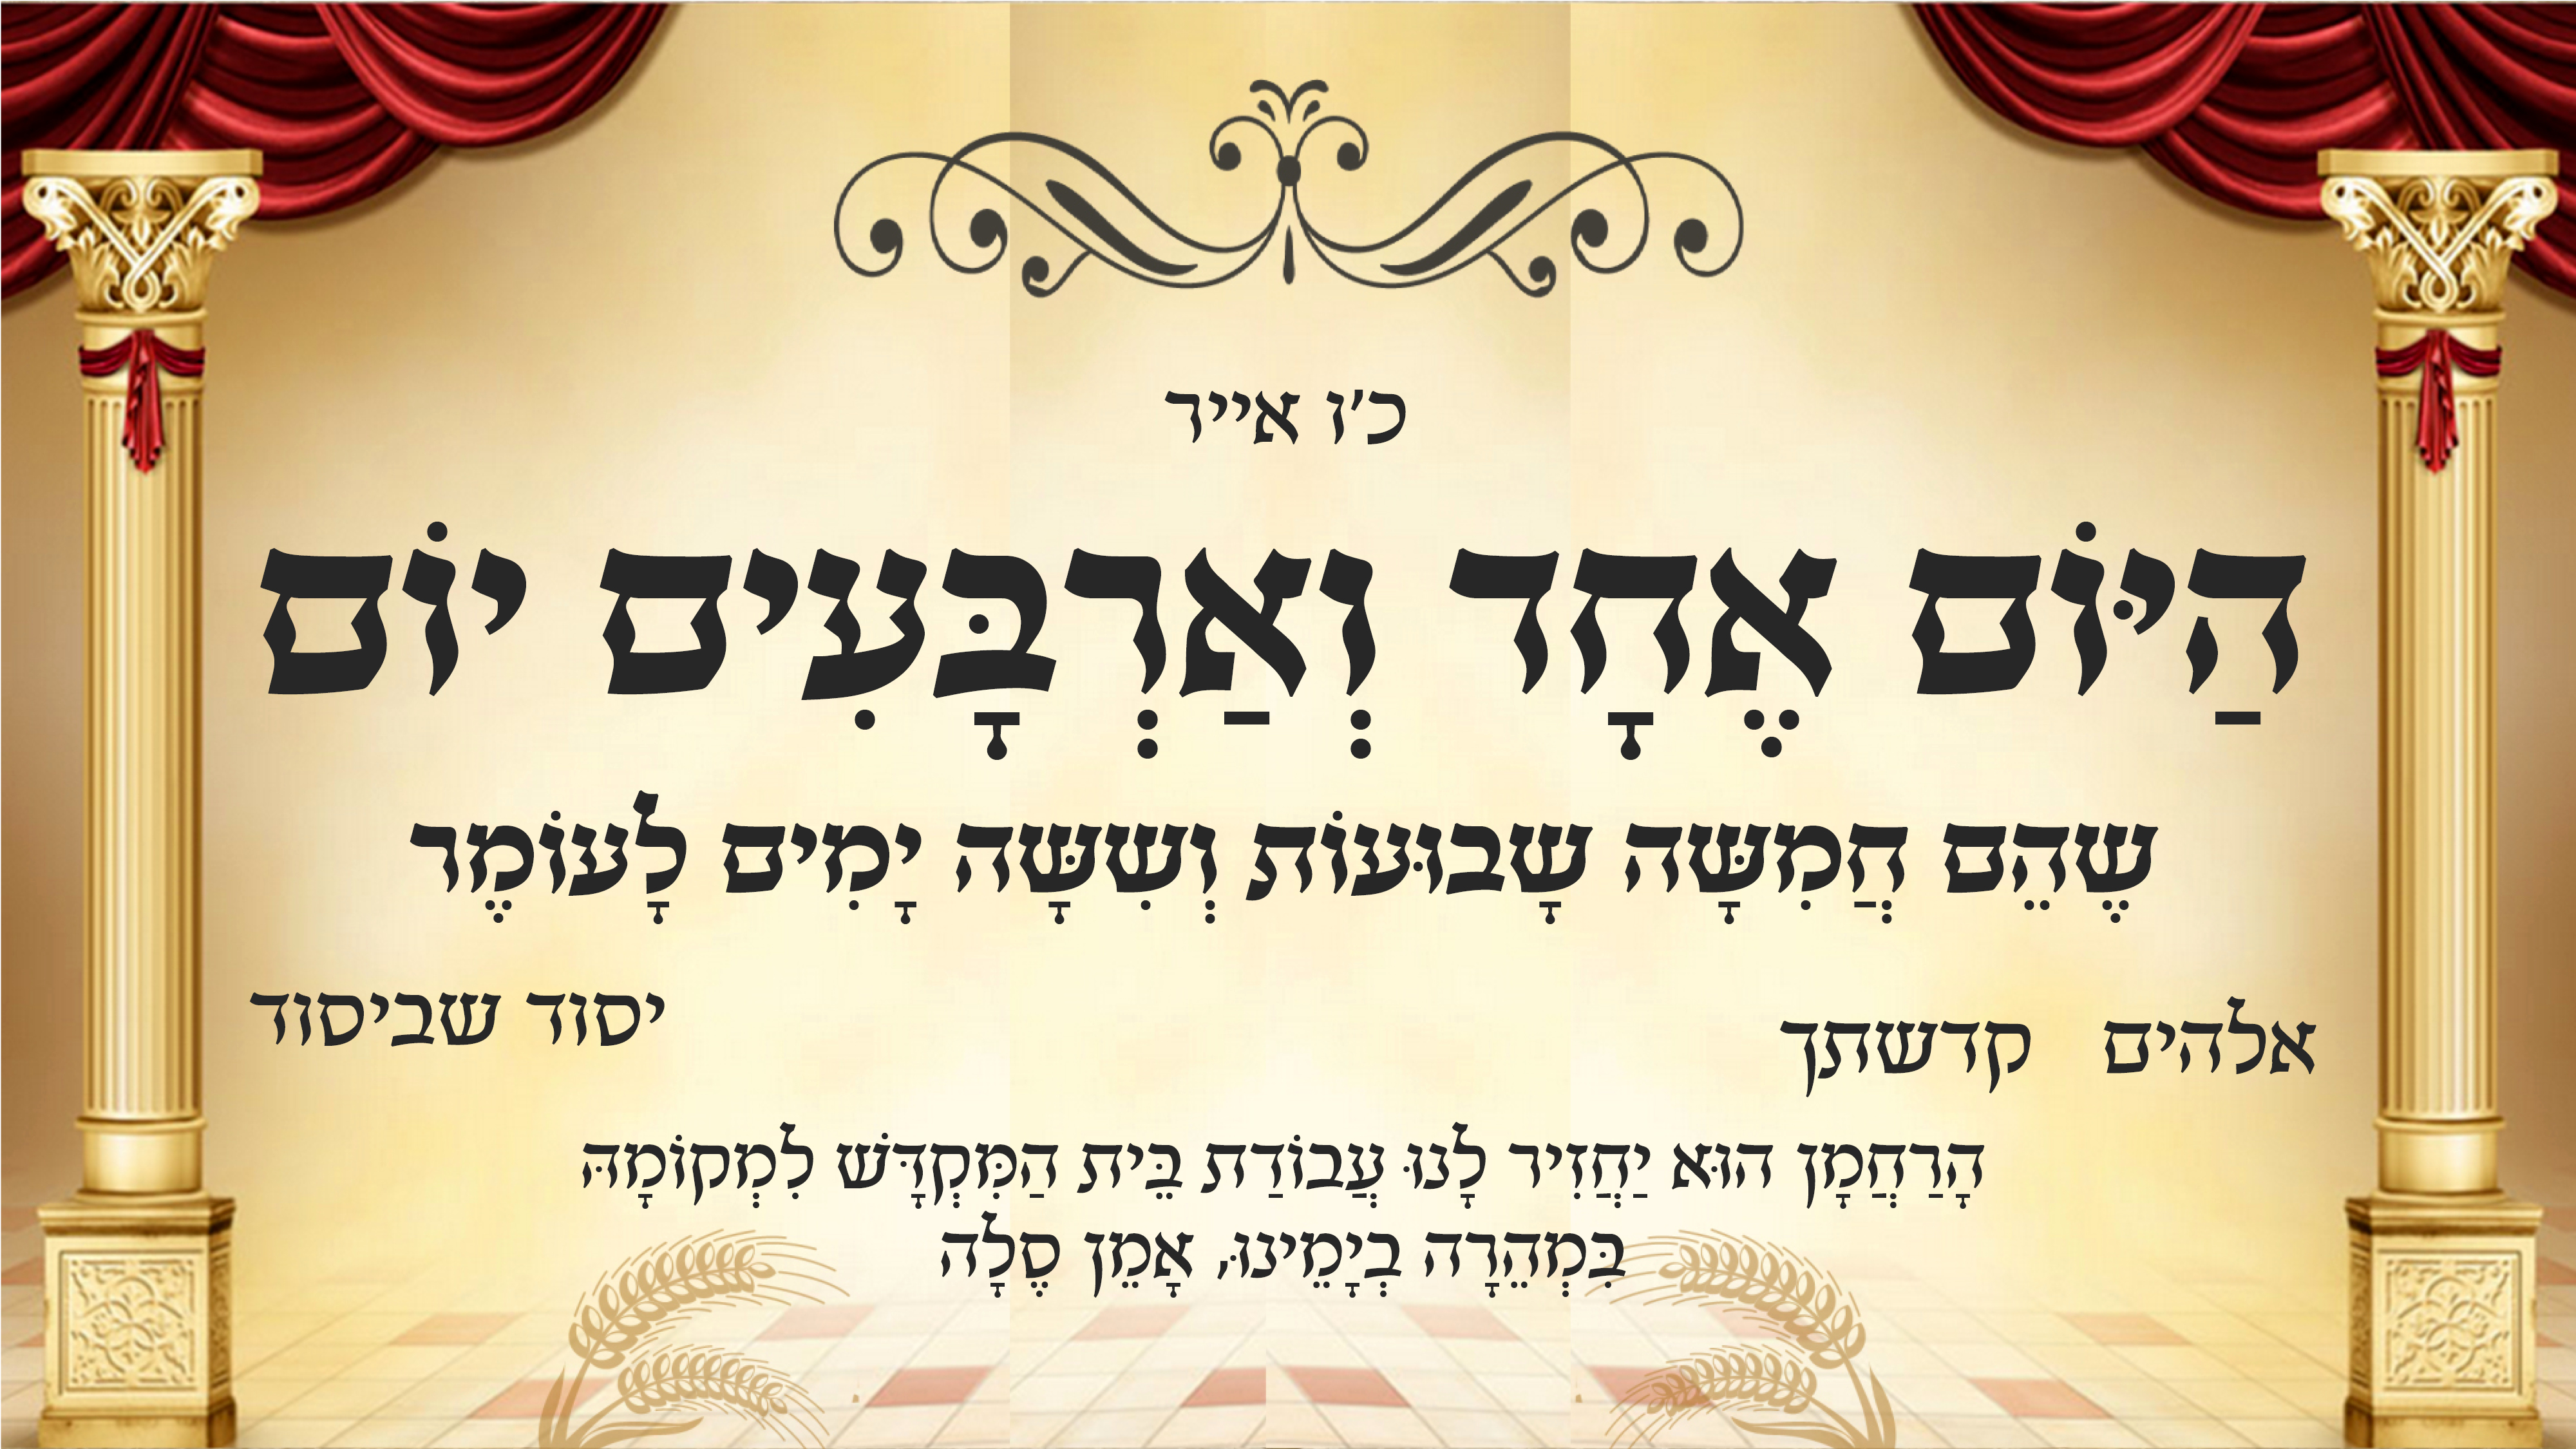 כ'ו אייר
הַיּוֹם אֶחָד וְאַרְבָּעִים יוֹם
שֶׁהֵם חֲמִשָּׁה שָׁבוּעוֹת וְשִׁשָּׁה יָמִים לָעוֹמֶר
אלהים קדשתך יסוד שביסוד
הָרַחֲמָן הוּא יַחֲזִיר לָנוּ עֲבוֹדַת בֵּית הַמִּקְדָּשׁ לִמְקוֹמָהּ
בִּמְהֵרָה בְיָמֵינוּ, אָמֵן סֶלָה